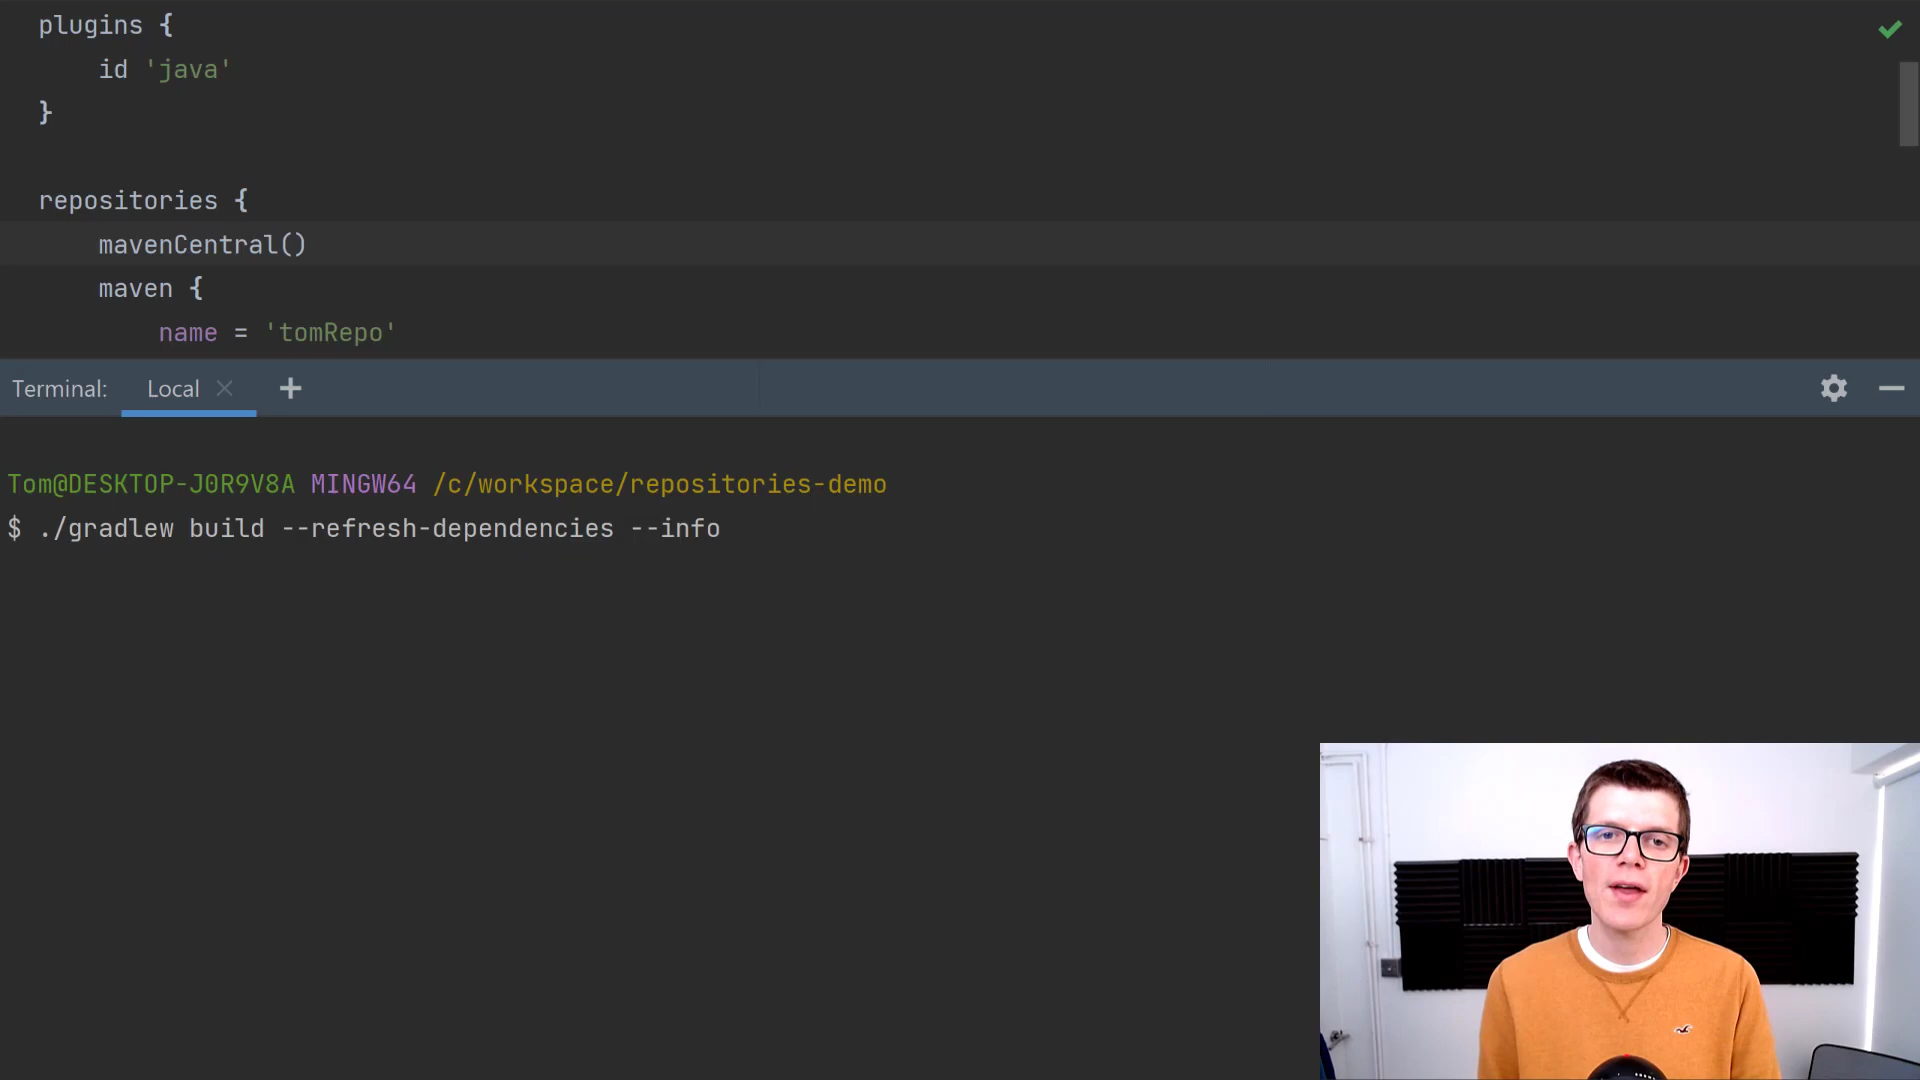 plugins {
id 'java'
}
repositories {
mavenCentral()
maven {
name = 'tomRepo'
Terminal: Local
Tom@DESKTOP-J0R9V8A MINGW64 /c/workspace/repositories-demo
$ ./gradlew build --refresh-dependencies --info